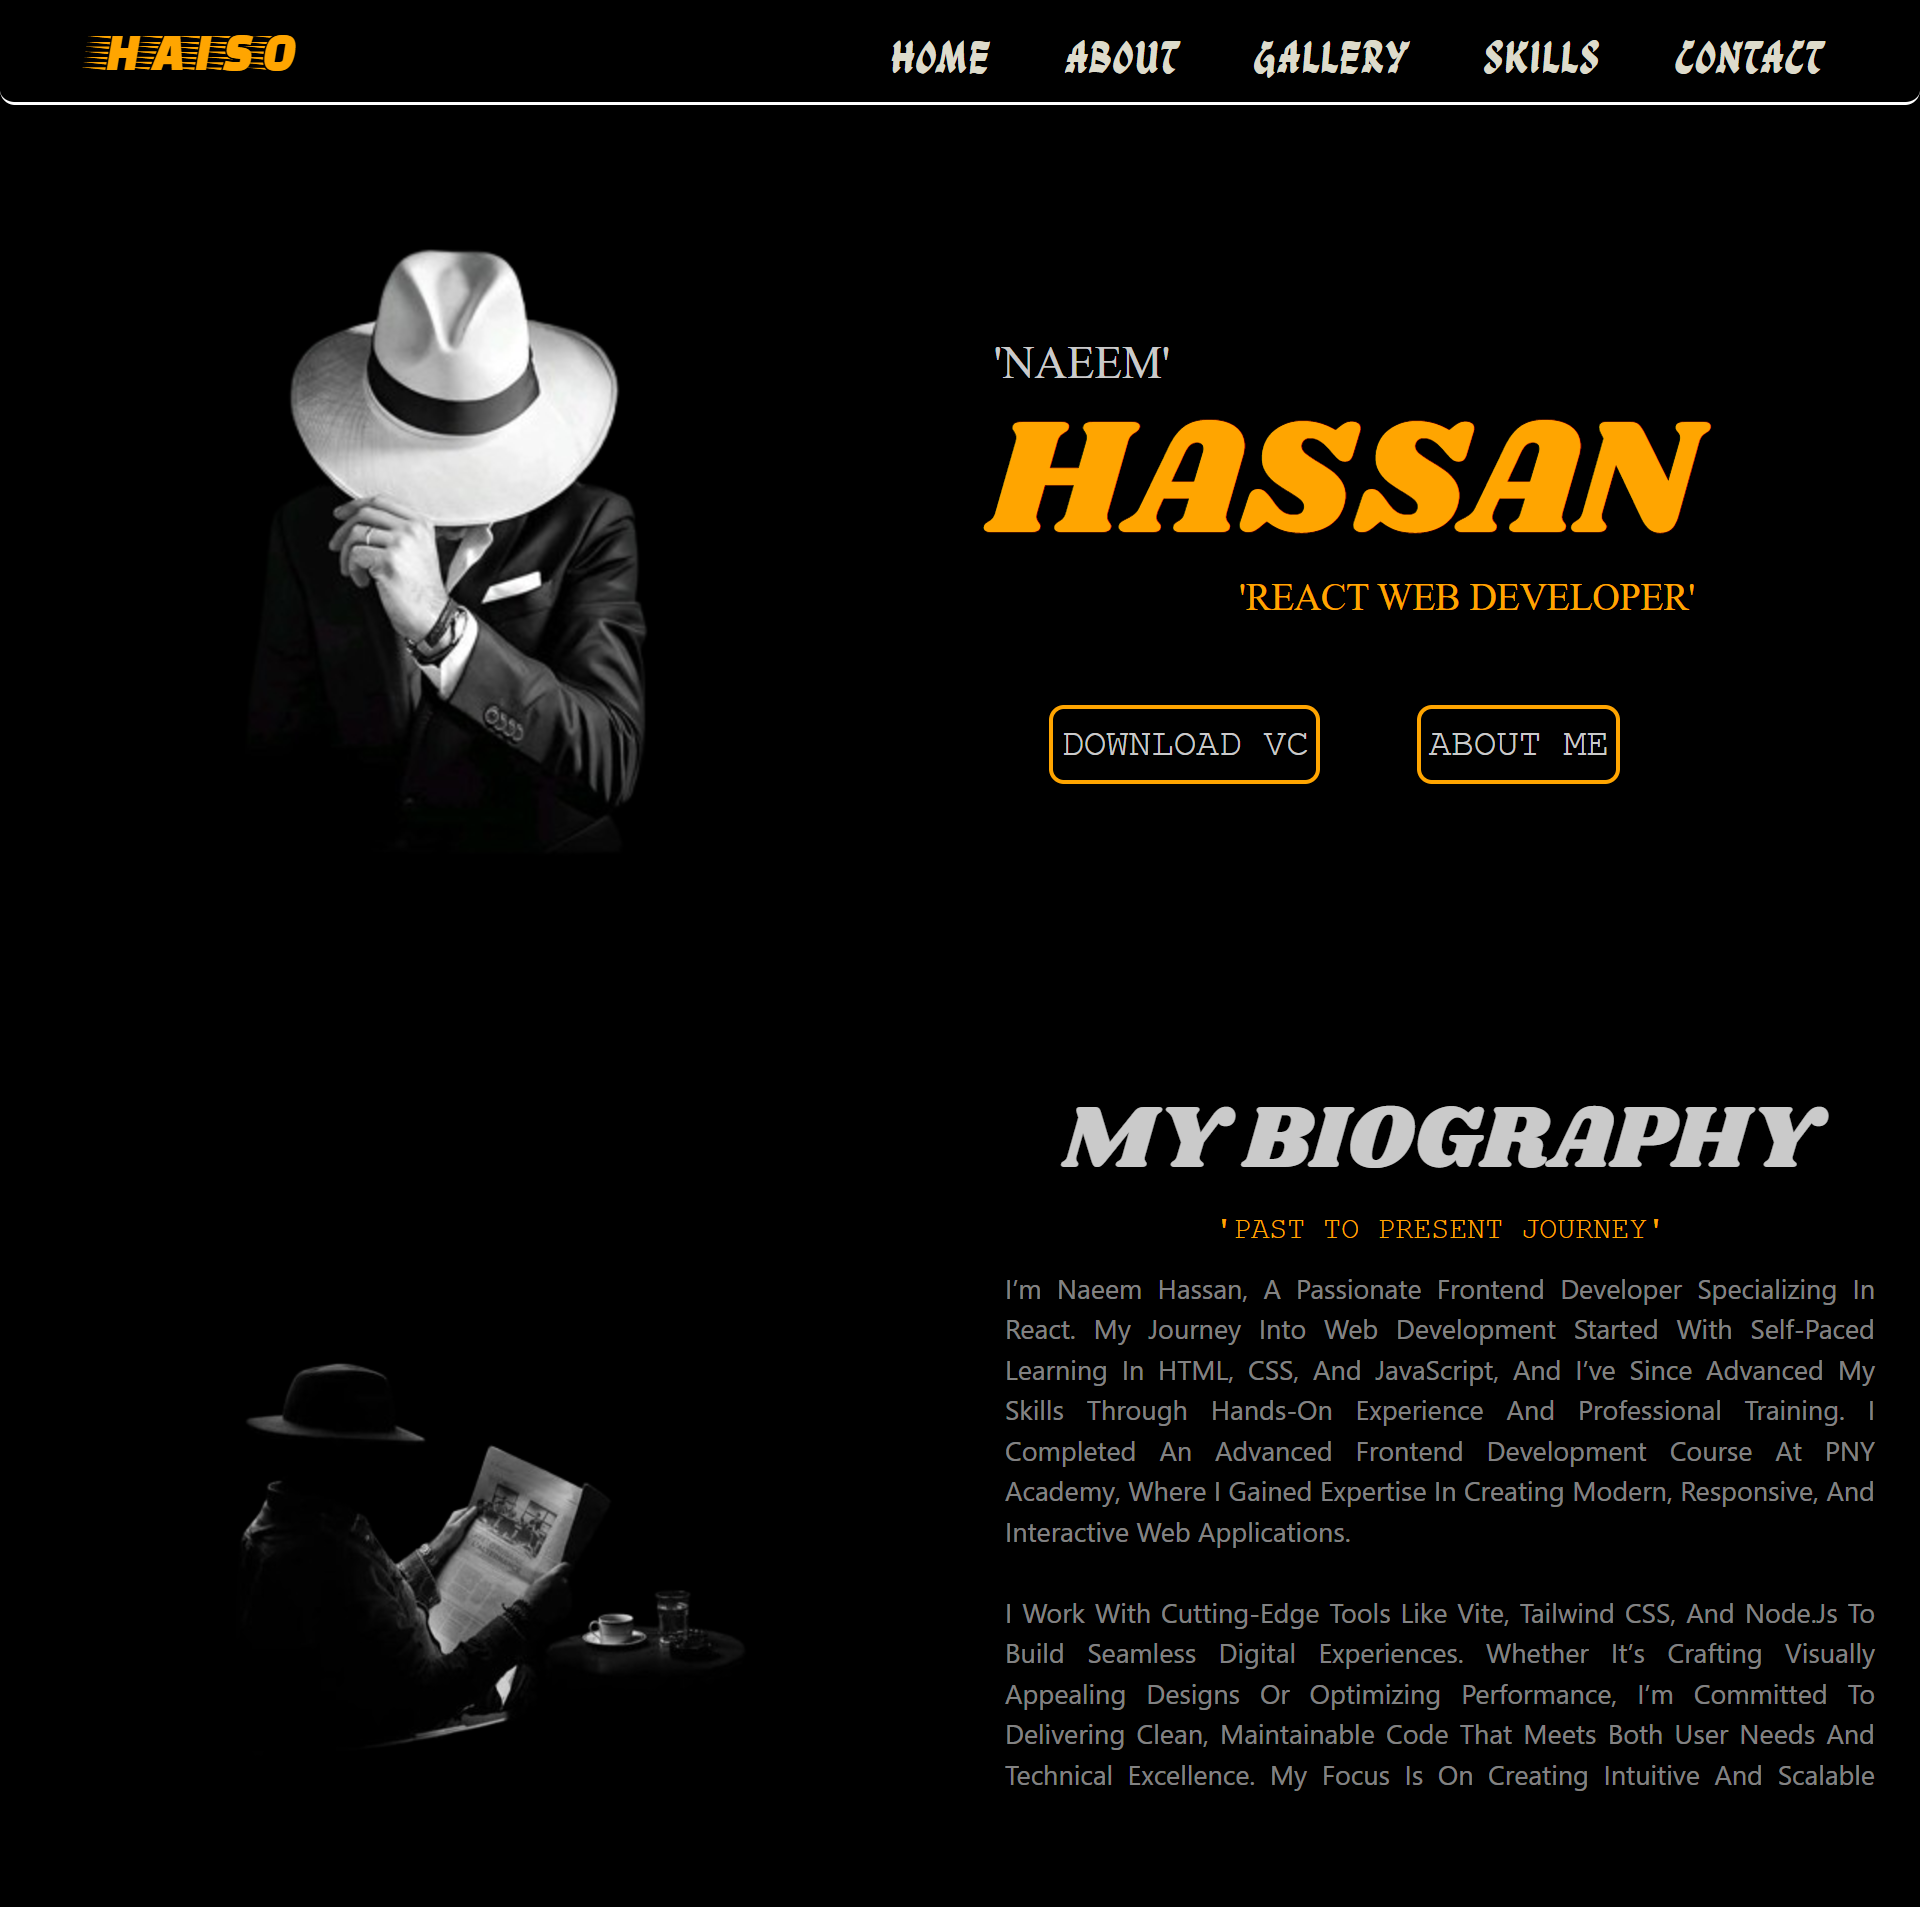 HAISO
HOME ABOUT GALLERY SKILLS CONTACT
'NAEEM'
HASSAN
'REACT WEB DEVELOPER'
DOWNLOAD VC ABOUT ME
MY BIOGRAPHY
'PAST TO PRESENT JOURNEY'
I’m Naeem Hassan, A Passionate Frontend Developer Specializing In
React. My Journey Into Web Development Started With Self-Paced
Learning In HTML, CSS, And JavaScript, And I’ve Since Advanced My
Skills Through Hands-On Experience And Professional Training. I
Completed An Advanced Frontend Development Course At PNY
Academy, Where I Gained Expertise In Creating Modern, Responsive, And
Interactive Web Applications.
I Work With Cutting-Edge Tools Like Vite, Tailwind CSS, And Node.Js To
Build Seamless Digital Experiences. Whether It’s Crafting Visually
Appealing Designs Or Optimizing Performance, I’m Committed To
Delivering Clean, Maintainable Code That Meets Both User Needs And
Technical Excellence. My Focus Is On Creating Intuitive And Scalable